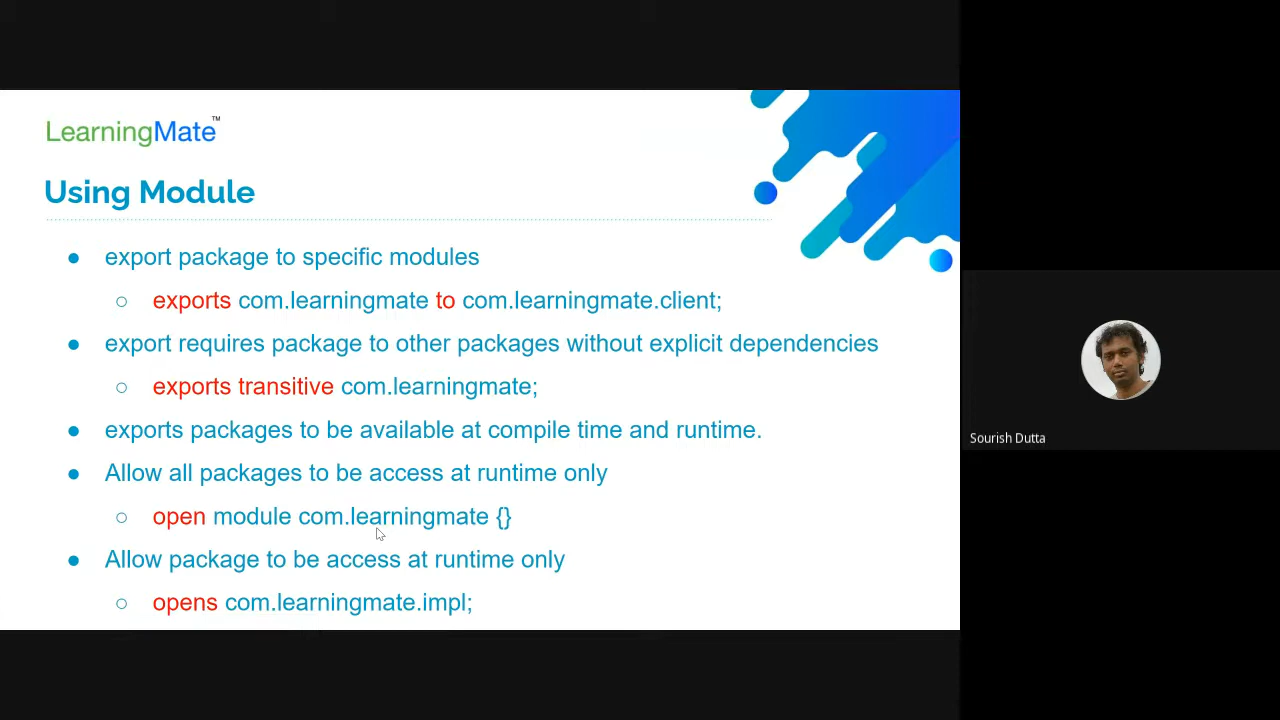 LearningMate™
Using Module
● export package to specific modules
○ exports com.learningmate to com.learningmate.client;
● export requires package to other packages without explicit dependencies
○ exports transitive com.learningmate;
● exports packages to be available at compile time and runtime.
● Allow all packages to be access at runtime only
○ open module com.learningmate {}
● Allow package to be access at runtime only
○ opens com.learningmate.impl;
Sourish Dutta